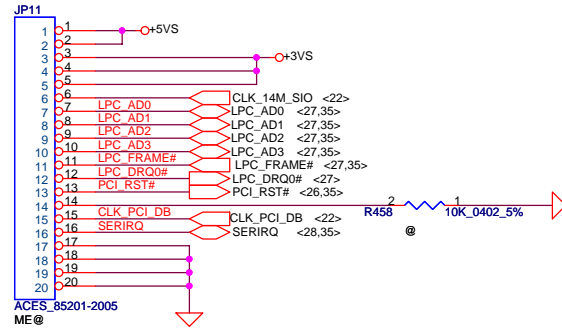 JP11
1 1 +5VS
2 2
3 3 +3VS
4 4
5 5
6 6 CLK_14M_SIO <22>
7 7 LPC_AD0 LPC_AD0 <27,35>
8 8 LPC_AD1 LPC_AD1 <27,35>
9 9 LPC_AD2 LPC_AD2 <27,35>
10 10 LPC_AD3 LPC_AD3 <27,35>
11 11 LPC_FRAME# LPC_FRAME# <27,35>
12 12 LPC_DRQ0# LPC_DRQ0# <27>
13 13 PCI_RST# PCI_RST# <26,35>
14 14 2 1
R458 10K_0402_5%
15 15 CLK_PCI_DB CLK_PCI_DB <22>
16 16 SERIRQ SERIRQ <28,35> @
17 17
18 18
19 19
20 20
ACES_85201-2005
ME@